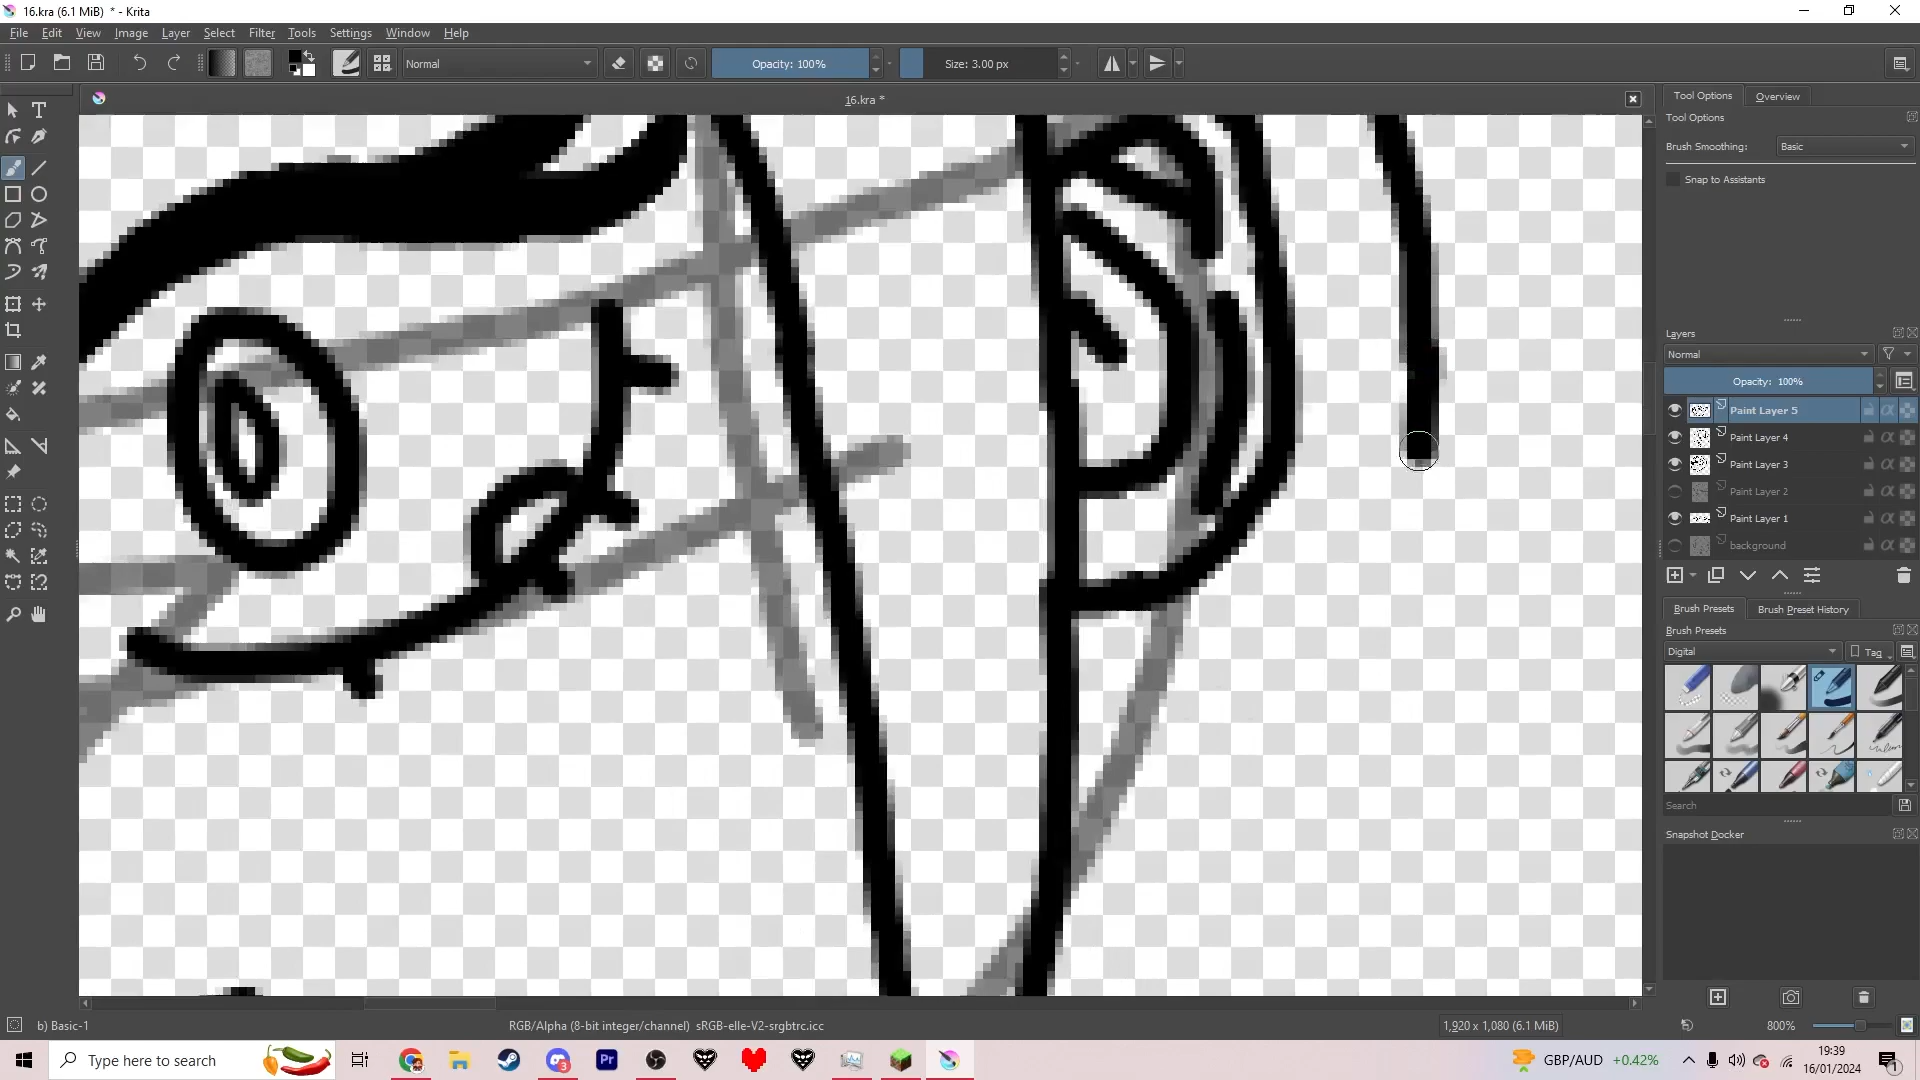 16.kra (6.1 MiB) * - Krita
File Edit View Image Layer Select Filter Tools Settings Window Help
Normal
Opacity: 100%
Size: 3.00 px
16.kra *
Tool Options
Overview
Tool Options
Brush Smoothing:
Basic
Snap to Assistants
Layers
Normal
Opacity: 100%
Paint Layer 5
Paint Layer 4
Paint Layer 3
Paint Layer 2
Paint Layer 1
background
Brush Presets
Brush Preset History
Brush Presets
Digital
Tag
Search
Snapshot Docker
b) Basic-1
RGB/Alpha (8-bit integer/channel) sRGB-elle-V2-srgbtrc.icc
1,920 x 1,080 (6.1 MiB)
800%
Type here to search
3
Pr
GBP/AUD +0.42%
19:39
16/01/2024
1